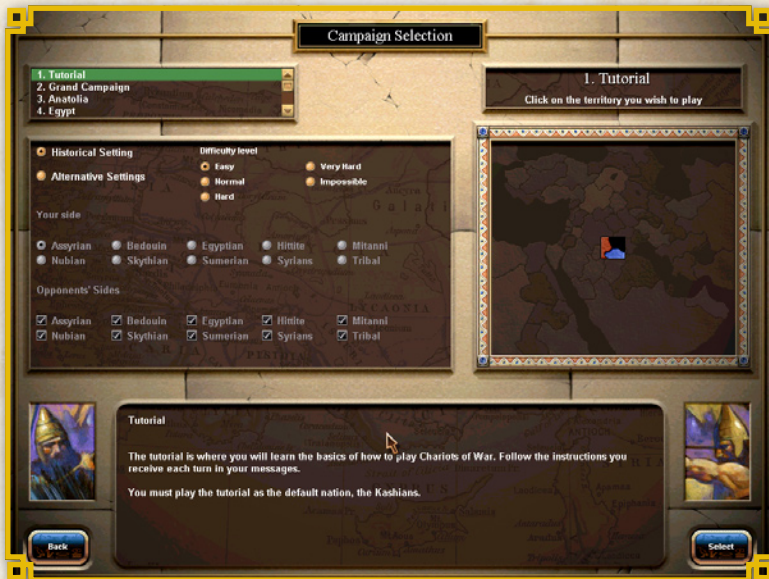 Campaign Selection
1. Tutorial
2. Grand Campaign
3. Anatolia
4. Egypt
1. Tutorial
Click on the territory you wish to play
Historical Setting
Alternative Settings
Difficulty level
Easy
Normal
Hard
Very Hard
Impossible
Your side
Assyrian Bedouin Egyptian Hittite Mitanni
Nubian Skythian Sumerian Syrians Tribal
Opponents' Sides
Assyrian Bedouin Egyptian Hittite Mitanni
Nubian Skythian Sumerian Syrians Tribal
Tutorial
The tutorial is where you will learn the basics of how to play Chariots of War. Follow the instructions you
receive each turn in your messages.
You must play the tutorial as the default nation, the Kashians.
Back
Select